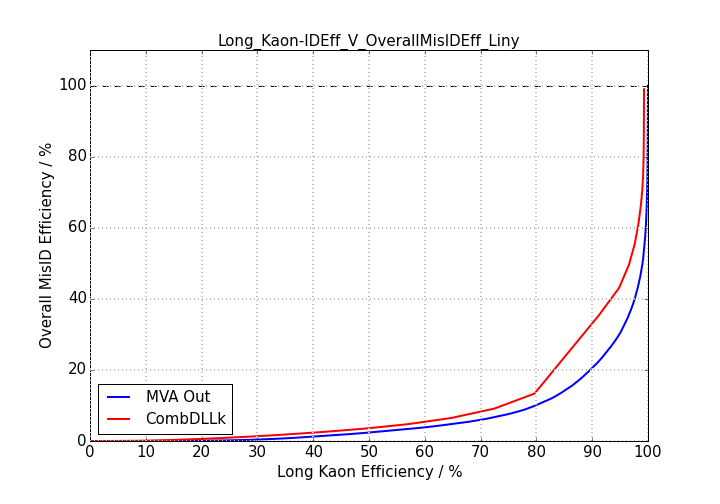 Long_Kaon-IDEff_V_OverallMisIDEff_Liny
100
80
60
40
20
0
Overall MisID Efficiency / %
MVA Out
CombDLLk
0 10 20 30 40 50 60 70 80 90 100
Long Kaon Efficiency / %